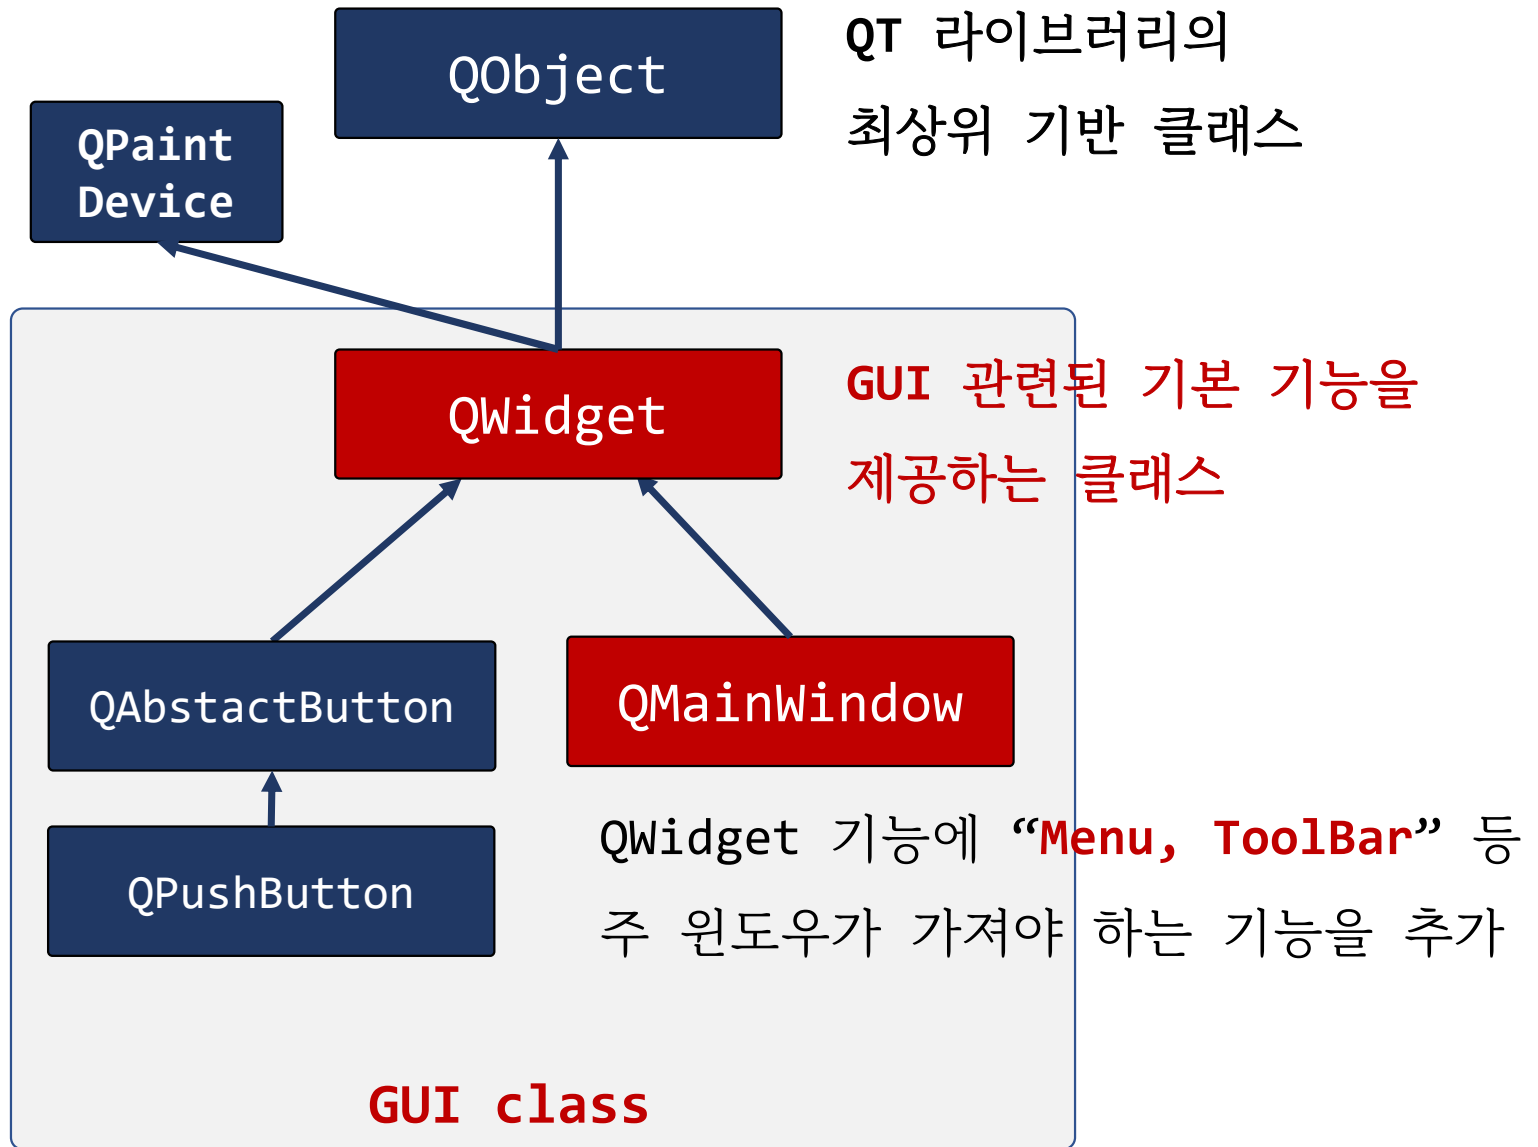 QObject
QT 라이브러리의
최상위 기반 클래스
QPaint
Device
QWidget
GUI 관련된 기본 기능을
제공하는 클래스
QAbstactButton
QMainWindow
QPushButton
QWidget 기능에 “Menu, ToolBar” 등
주 윈도우가 가져야 하는 기능을 추가
GUI class